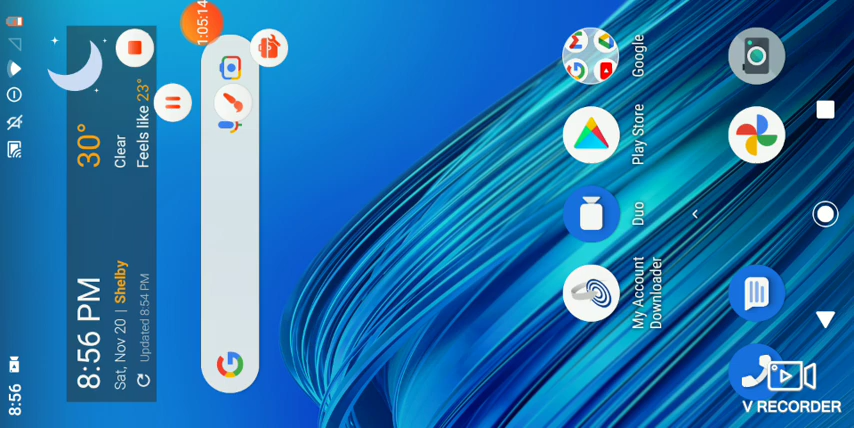 8:56
8:56 PM
Sat, Nov 20 | Shelby
Updated 8:54 PM
30°
Clear
Feels like 23°
1:05:14
Google
Play Store
Duo
My Account
Downloader
V RECORDER